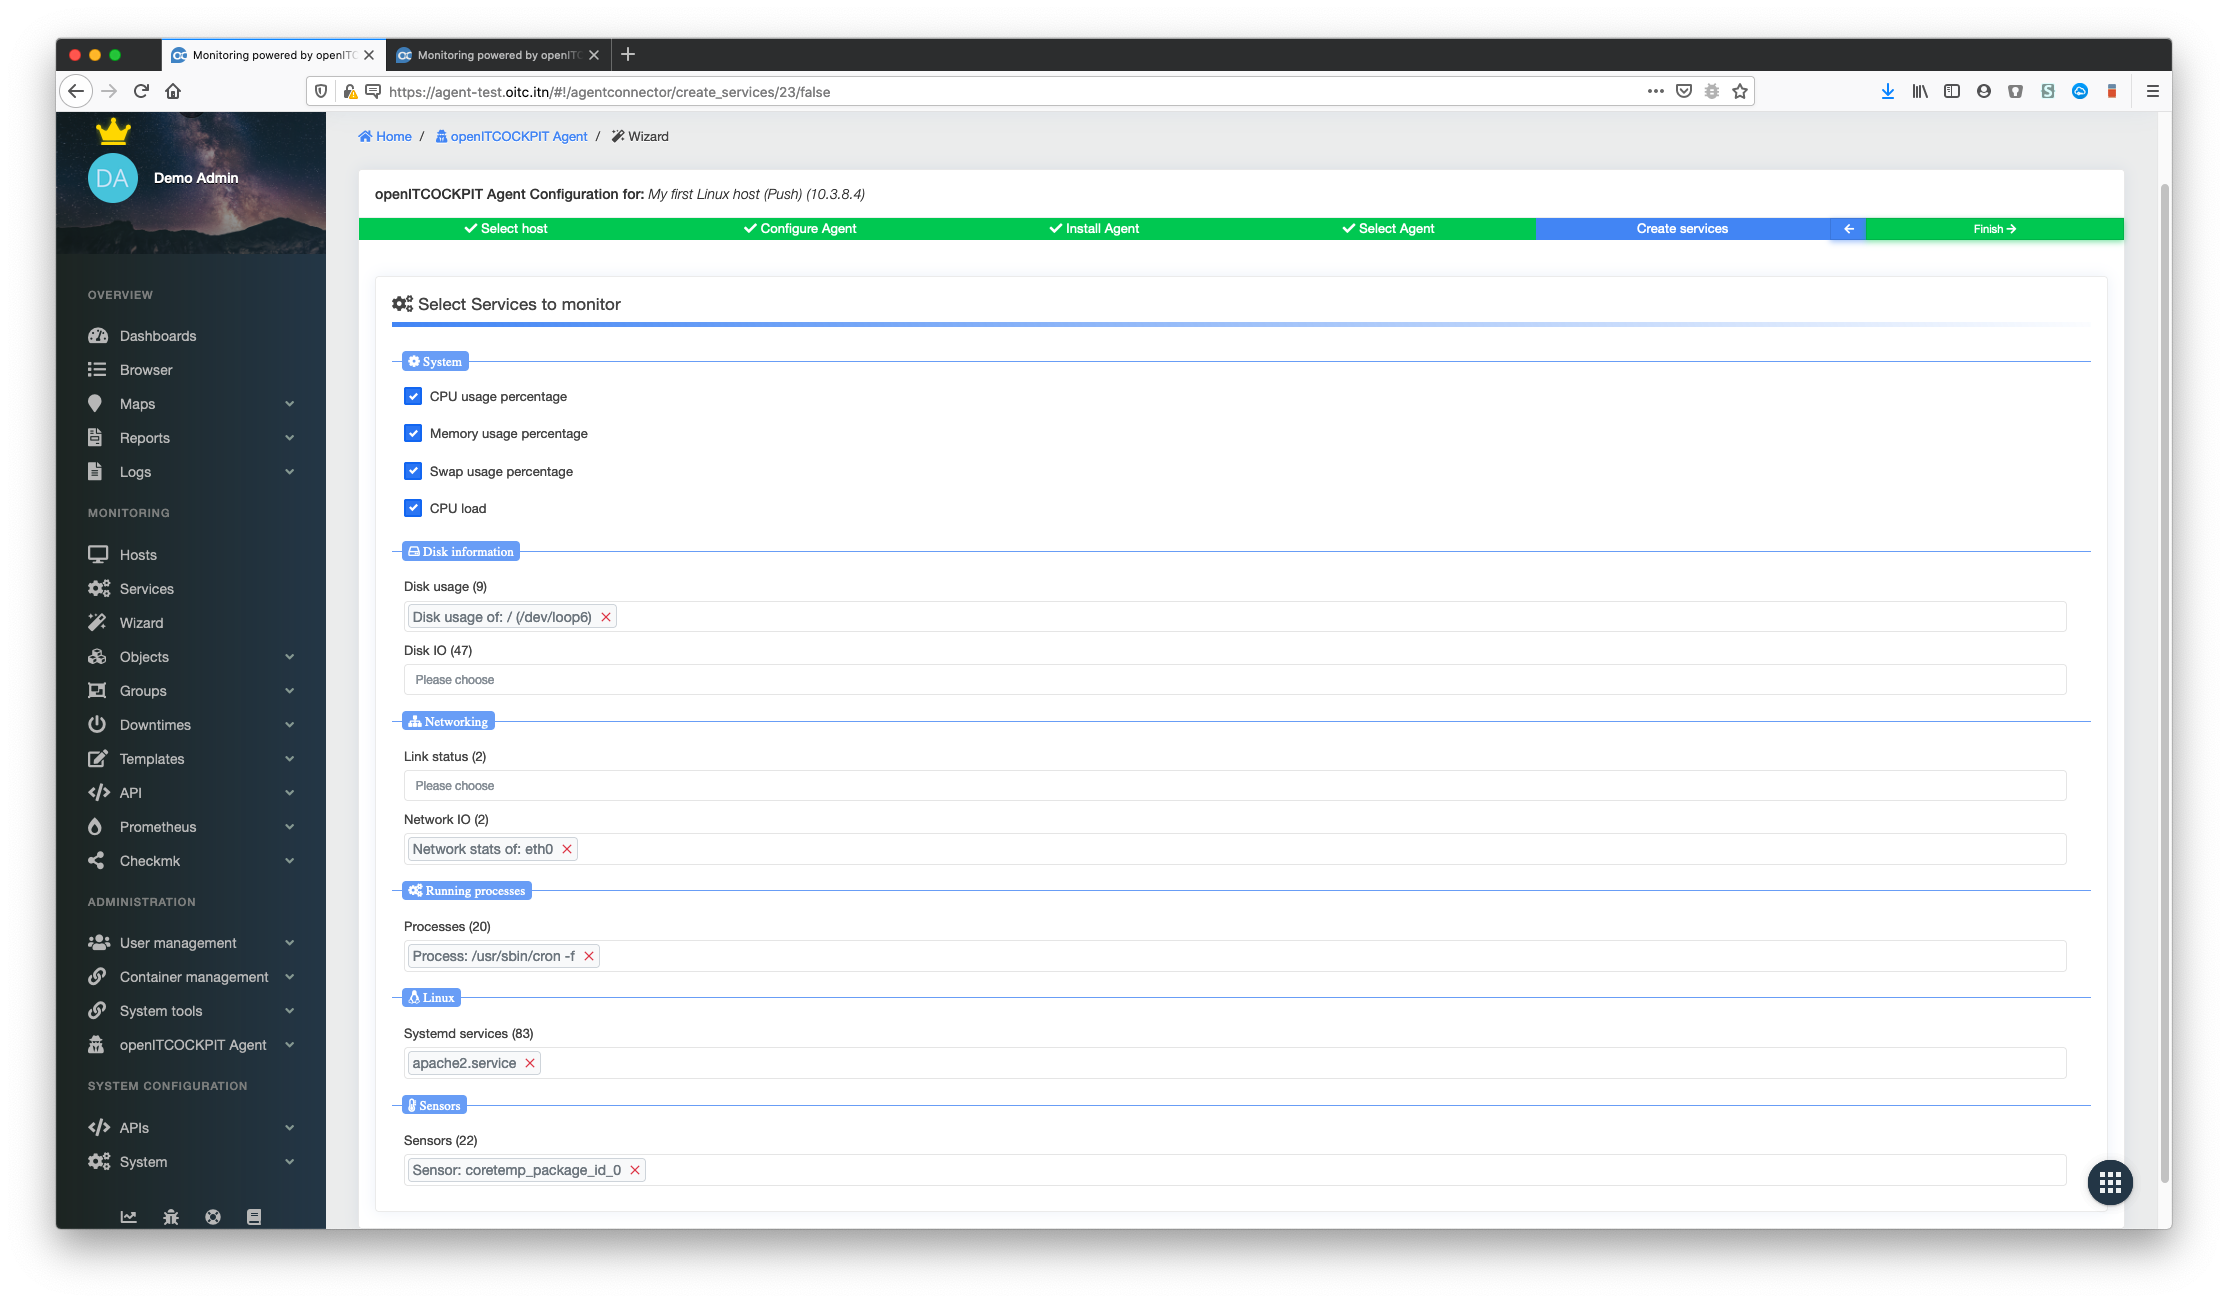 Monitoring powered by openITC
Monitoring powered by openITC
https://agent-test.oitc.itn/#!/agentconnector/create_services/23/false
DA
Demo Admin
OVERVIEW
Dashboards
Browser
Maps
Reports
Logs
MONITORING
Hosts
Services
Wizard
Objects
Groups
Downtimes
Templates
API
Prometheus
Checkmk
ADMINISTRATION
User management
Container management
System tools
openITCOCKPIT Agent
SYSTEM CONFIGURATION
APIs
System
Home / openITCOCKPIT Agent / Wizard
openITCOCKPIT Agent Configuration for: My first Linux host (Push) (10.3.8.4)
Select host
Configure Agent
Install Agent
Select Agent
Create services
Finish
Select Services to monitor
System
CPU usage percentage
Memory usage percentage
Swap usage percentage
CPU load
Disk information
Disk usage (9)
Disk usage of: / (/dev/loop6)
Disk IO (47)
Please choose
Networking
Link status (2)
Please choose
Network IO (2)
Network stats of: eth0
Running processes
Processes (20)
Process: /usr/sbin/cron -f
Linux
Systemd services (83)
apache2.service
Sensors
Sensors (22)
Sensor: coretemp_package_id_0